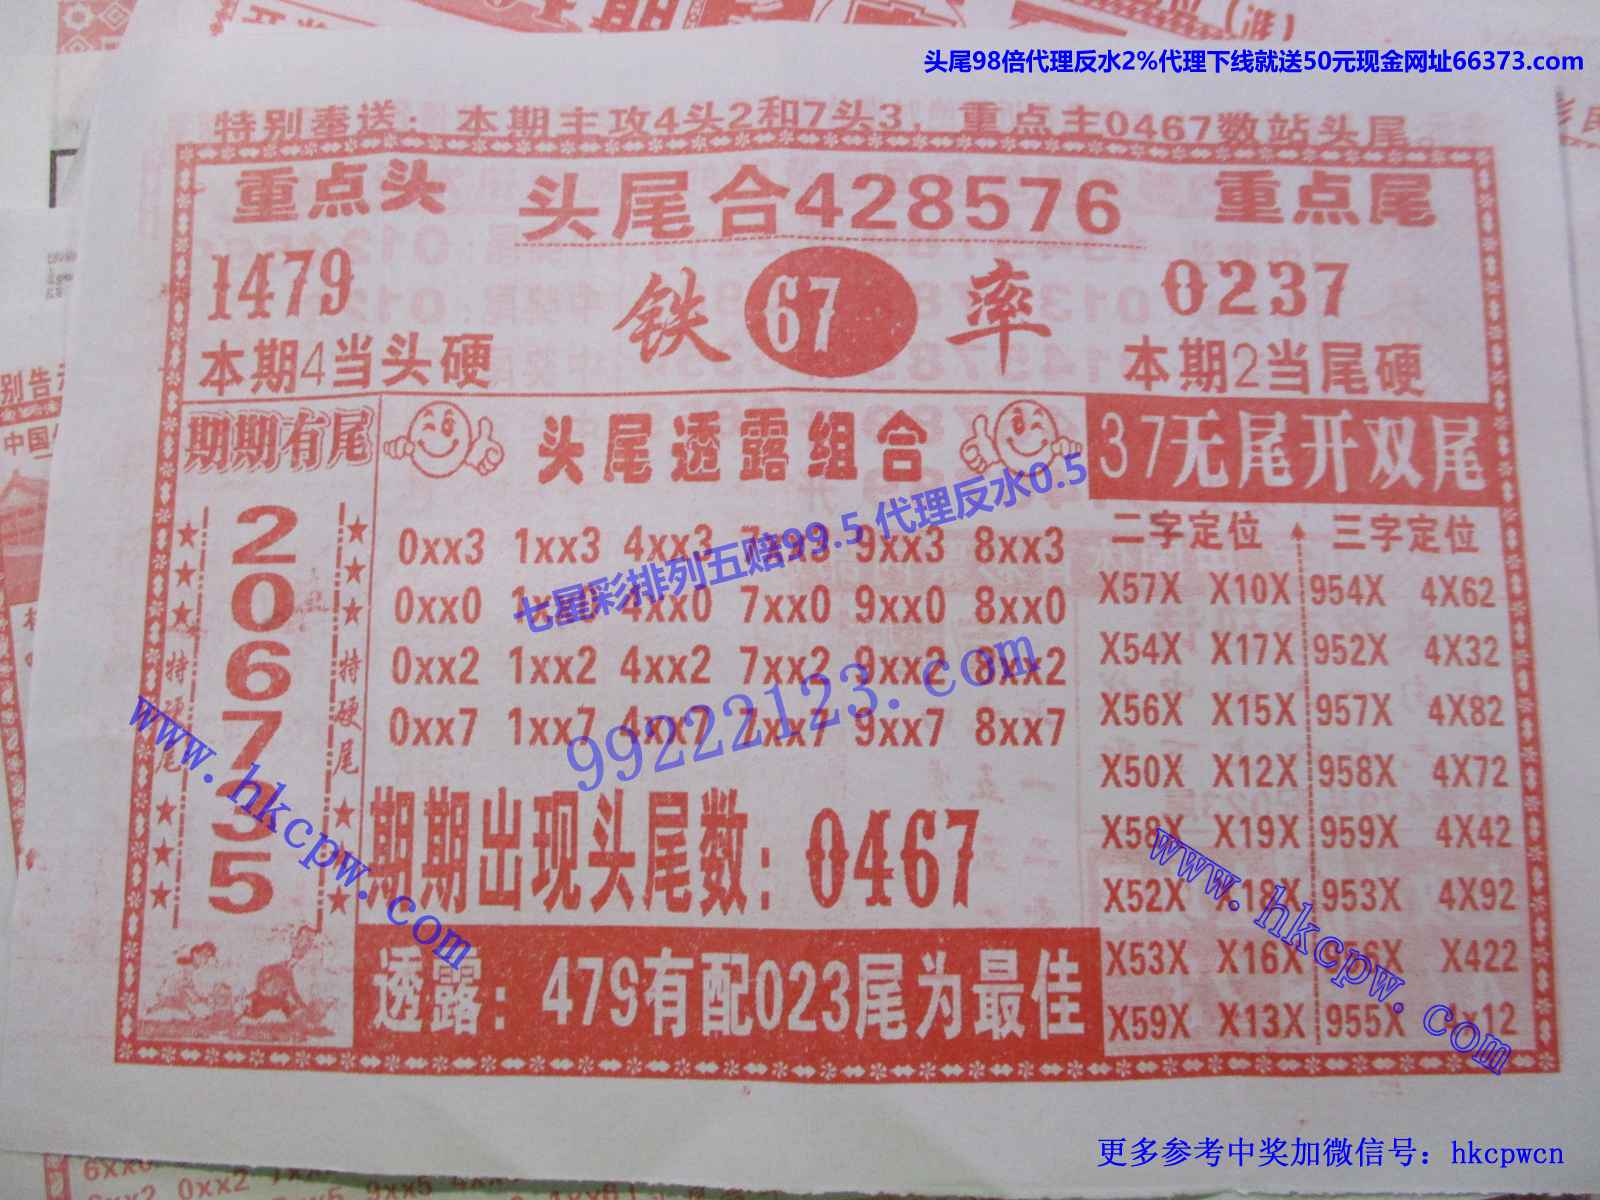 头尾98倍代理反水2%代理下线就送50元现金网址66373.com
特别奉送：本期主攻4头2和7头3，重点主0467数站头尾。
重点头
头尾合428576
重点尾
1479
铁 67 率
0237
本期4当头硬
本期2当尾硬
期期有尾
头尾透露组合
37无尾开双尾
2
0
6
7
3
5
特硬尾
特硬尾
0xx3 1xx3 4xx3 7xx3 9xx3 8xx3
0xx0 1xx0 4xx0 7xx0 9xx0 8xx0
0xx2 1xx2 4xx2 7xx2 9xx2 8xx2
0xx7 1xx7 4xx7 7xx7 9xx7 8xx7
期期出现头尾数：0467
透露：479有配023尾为最佳
二字定位 三字定位
X57X X10X 954X 4X62
X54X X17X 952X 4X32
X56X X15X 957X 4X82
X50X X12X 958X 4X72
X58X X19X 959X 4X42
X52X X18X 953X 4X92
X53X X16X 956X X422
X59X X13X 955X 4x12
七星彩排列五赔99.5 代理反水0.5
99222123.com
www.hkcpw.com
www.hkcpw.com
更多参考中奖加微信号：hkcpwcn